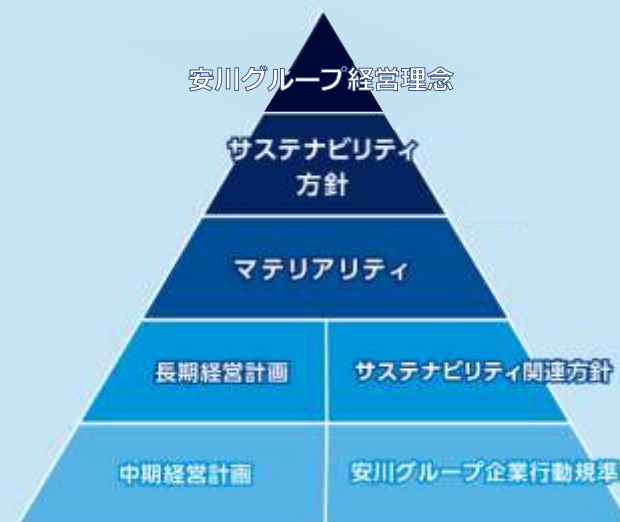 安川グループ経営理念
サステナビリティ
方針
マテリアリティ
長期経営計画
サステナビリティ関連方針
中期経営計画
安川グループ企業行動規準